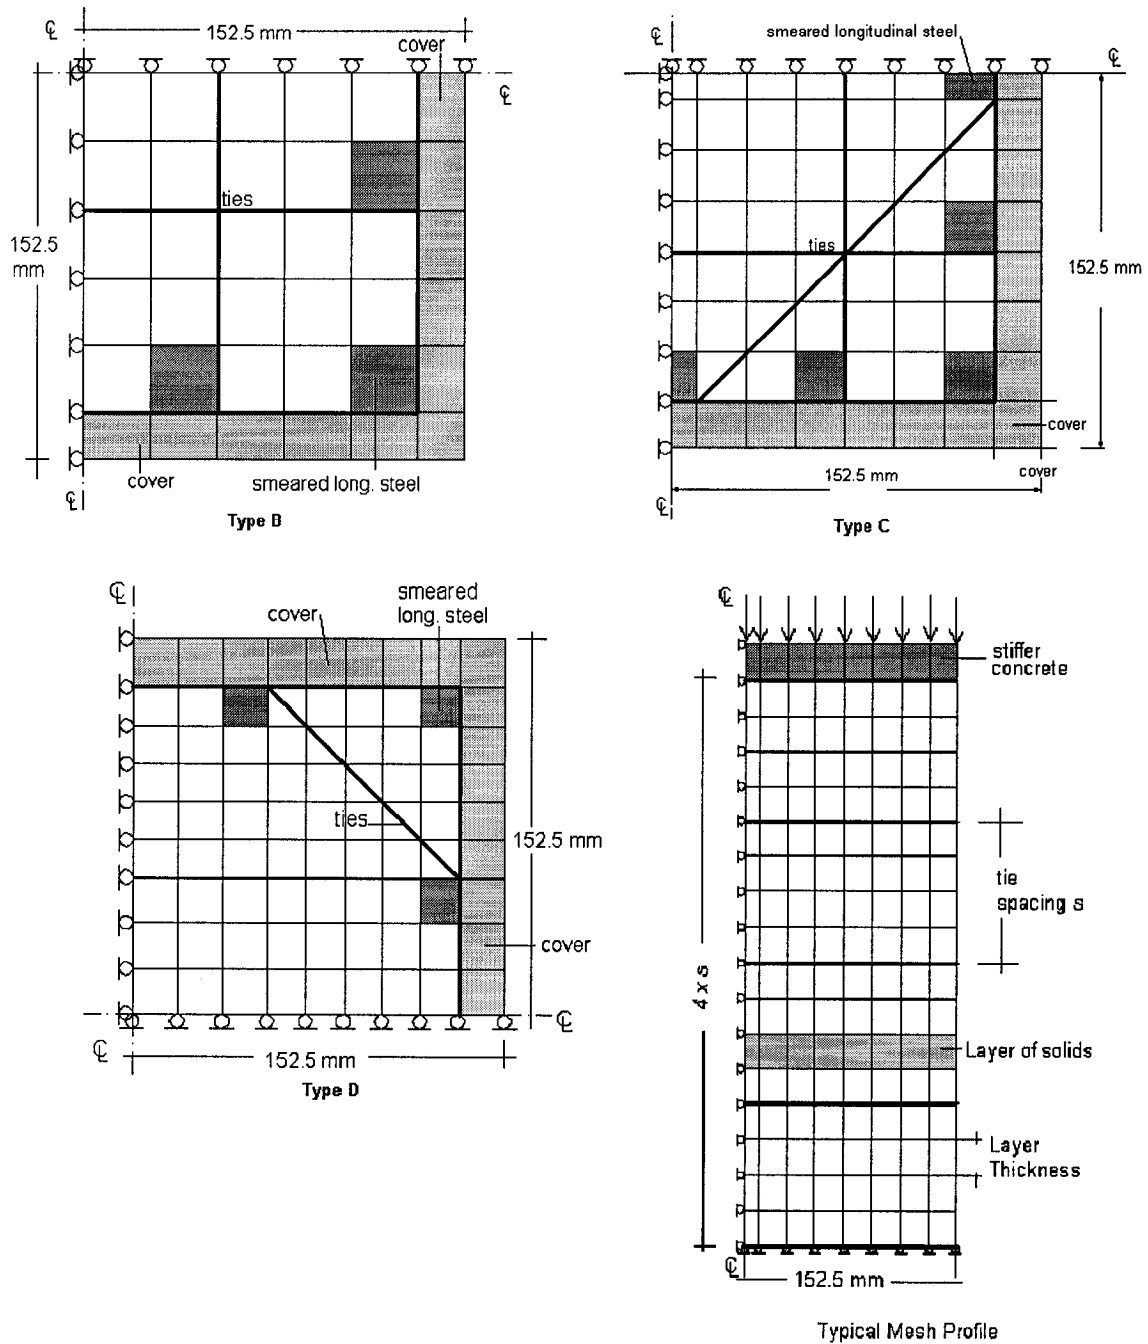 ℄
152.5 mm
cover
℄
ties
152.5
mm
cover
smeared long. steel
℄
Type B
℄
smeared longitudinal steel
℄
ties
152.5 mm
cover
152.5 mm
cover
℄
Type C
℄
cover
smeared
long. steel
ties
152.5 mm
cover
℄
℄
152.5 mm
Type D
℄
stiffer
concrete
tie
spacing s
4 x s
Layer of solids
Layer
Thickness
℄
152.5 mm
Typical Mesh Profile